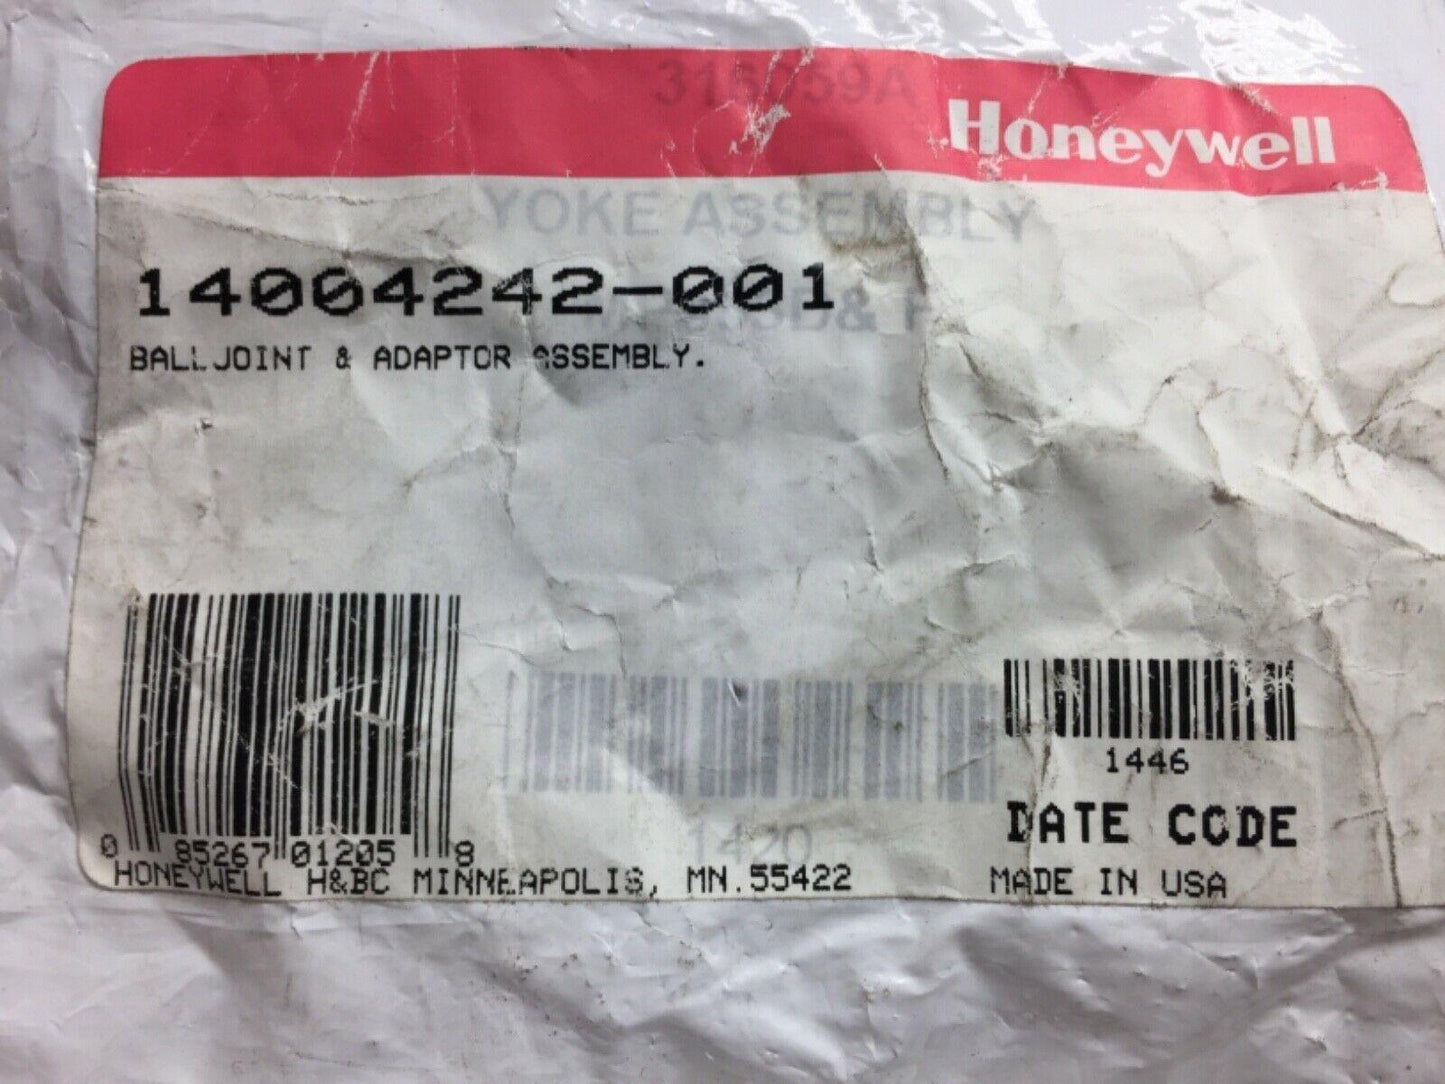 315059A
Honeywell
YOKE ASSEMBLY
14004242-001
BALLJOINT & ADAPTOR ASSEMBLY.
1446
1420
DATE CODE
0 85267 01205 8
HONEYWELL H&BC MINNEAPOLIS, MN.55422 MADE IN USA